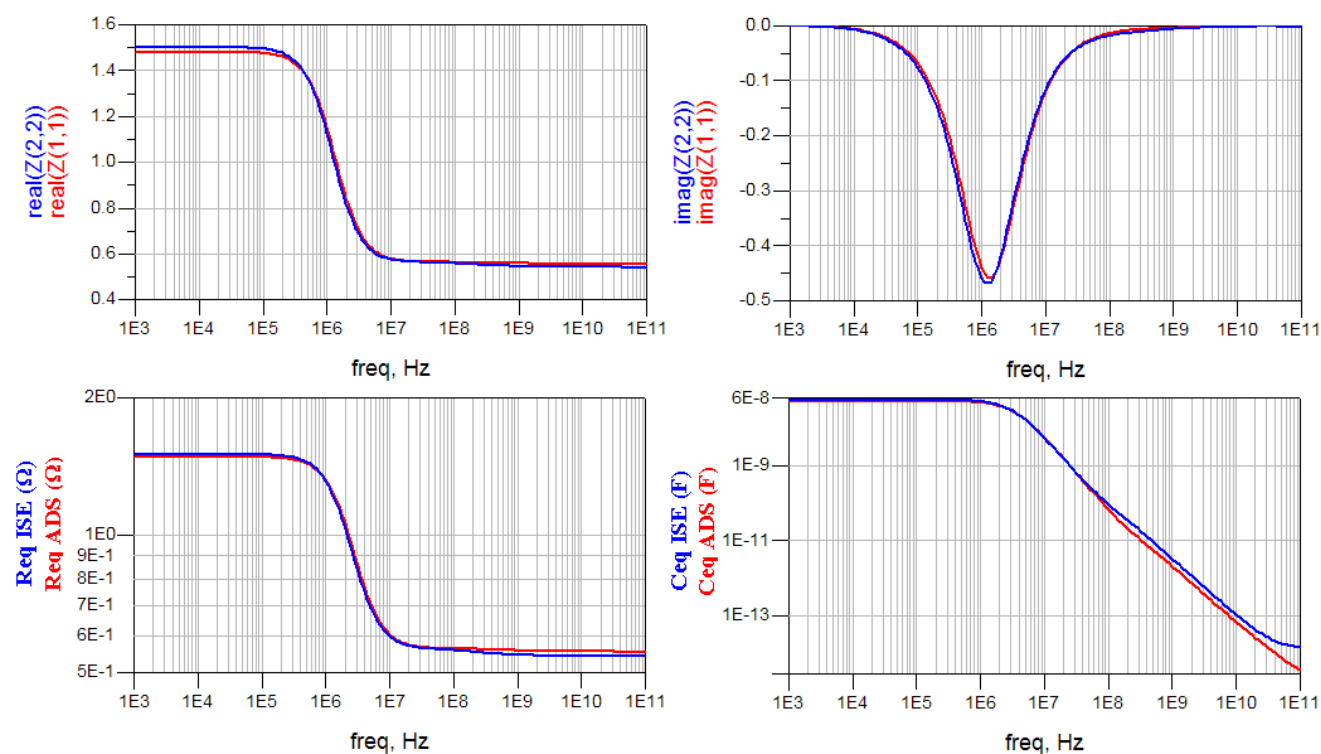 1.6
1.4
1.2
1.0
0.8
0.6
0.4
real(Z(2,2))
real(Z(1,1))
1E3 1E4 1E5 1E6 1E7 1E8 1E9 1E10 1E11
freq, Hz
0.0
-0.1
-0.2
-0.3
-0.4
-0.5
imag(Z(2,2))
imag(Z(1,1))
1E3 1E4 1E5 1E6 1E7 1E8 1E9 1E10 1E11
freq, Hz
2E0
1E0
9E-1
8E-1
7E-1
6E-1
5E-1
Req ISE (Ω)
Req ADS (Ω)
1E3 1E4 1E5 1E6 1E7 1E8 1E9 1E10 1E11
freq, Hz
6E-8
1E-9
1E-11
1E-13
Ceq ISE (F)
Ceq ADS (F)
1E3 1E4 1E5 1E6 1E7 1E8 1E9 1E10 1E11
freq, Hz